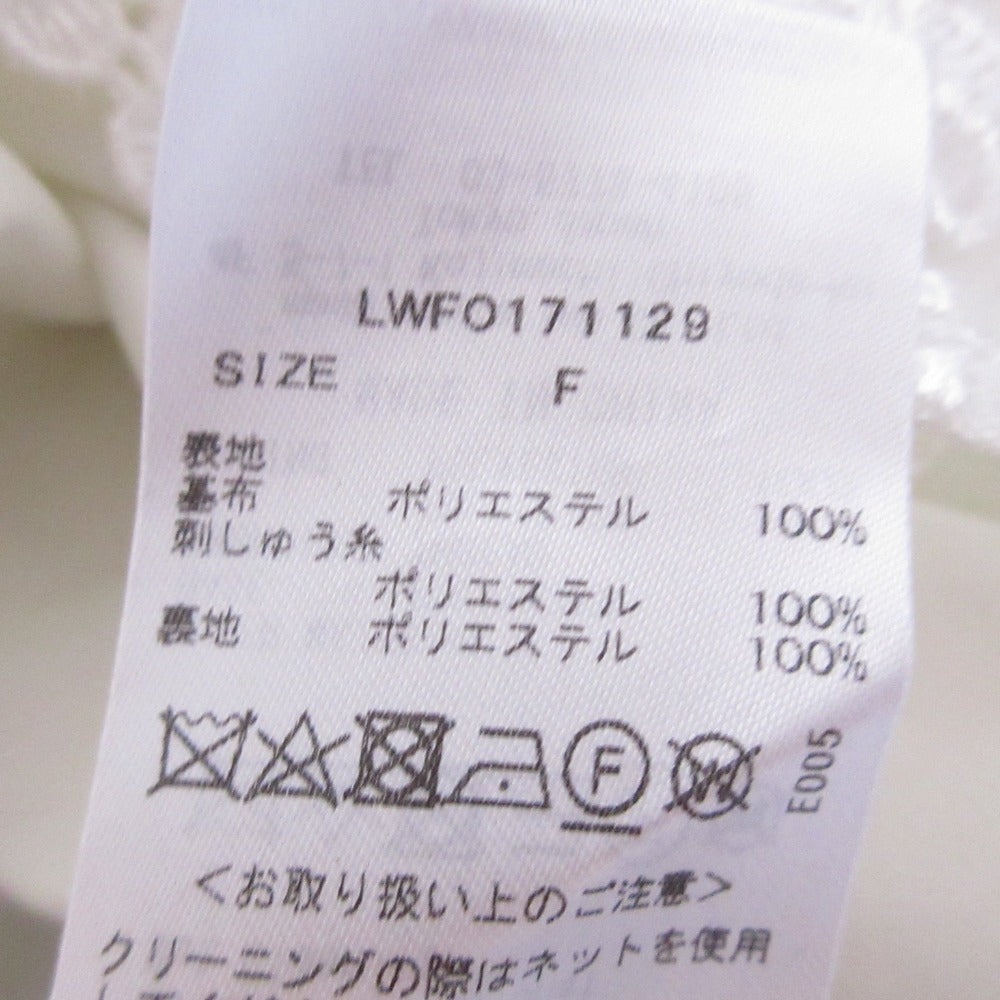 LWFO171129
SIZE F
表地
基布 ポリエステル 100%
刺しゅう糸
ポリエステル 100%
裏地 ポリエステル 100%
F W E005
<お取り扱い上のご注意>
クリーニングの際はネットを使用